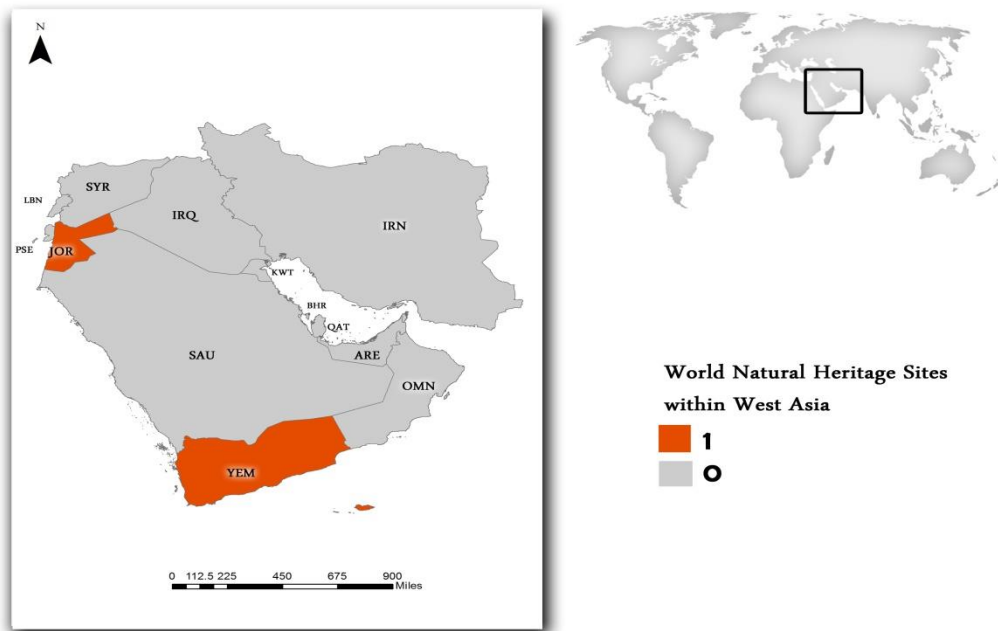 N
SYR
LBN
IRQ
IRN
PSE
JOR
KWT
BHR
QAT
SAU
ARE
OMN
YEM
World Natural Heritage Sites
within West Asia
1
0
0 112.5 225 450 675 900
Miles